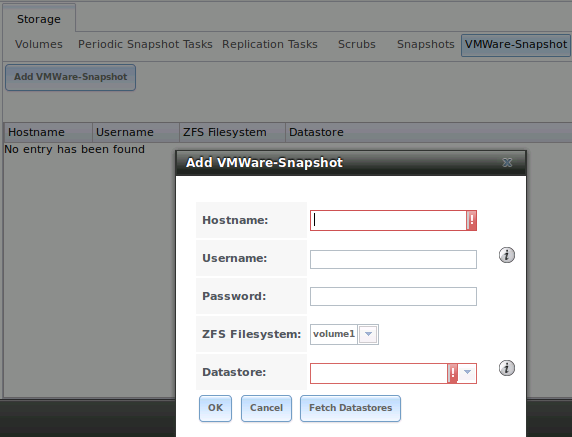 Storage
Volumes Periodic Snapshot Tasks Replication Tasks Scrubs Snapshots VMWare-Snapshot
Add VMWare-Snapshot
Hostname Username ZFS Filesystem Datastore
No entry has been found
Add VMWare-Snapshot
Hostname:
Username:
Password:
ZFS Filesystem: volume1
Datastore:
OK Cancel Fetch Datastores